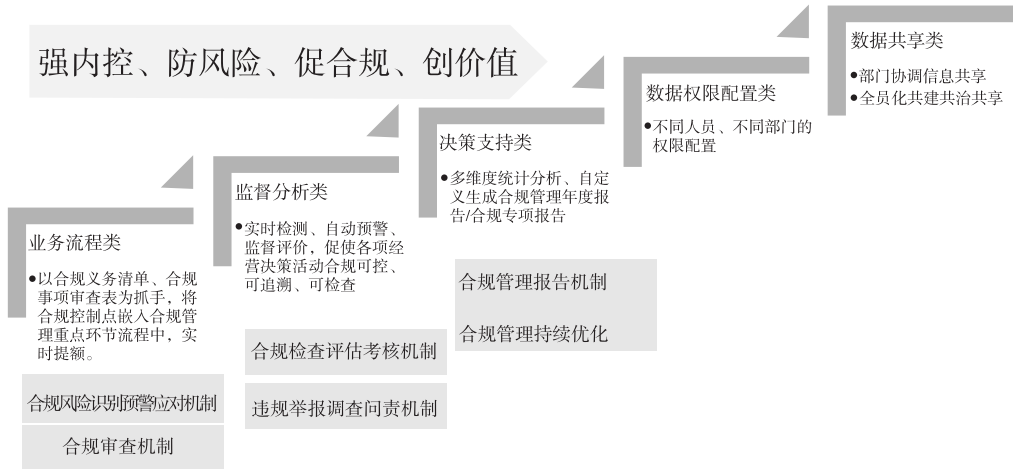 强内控、防风险、促合规、创价值
业务流程类
●以合规义务清单、合规
事项审查表为抓手，将
合规控制点嵌入合规管
理重点环节流程中，实
时提额。
合规风险识别预警应对机制
合规审查机制
监督分析类
●实时检测、自动预警、
监督评价，促使各项经
营决策活动合规可控、
可追溯、可检查
合规检查评估考核机制
违规举报调查问责机制
决策支持类
●多维度统计分析、自定
义生成合规管理年度报
告/合规专项报告
合规管理报告机制
合规管理持续优化
数据权限配置类
●不同人员、不同部门的
权限配置
数据共享类
●部门协调信息共享
●全员化共建共治共享